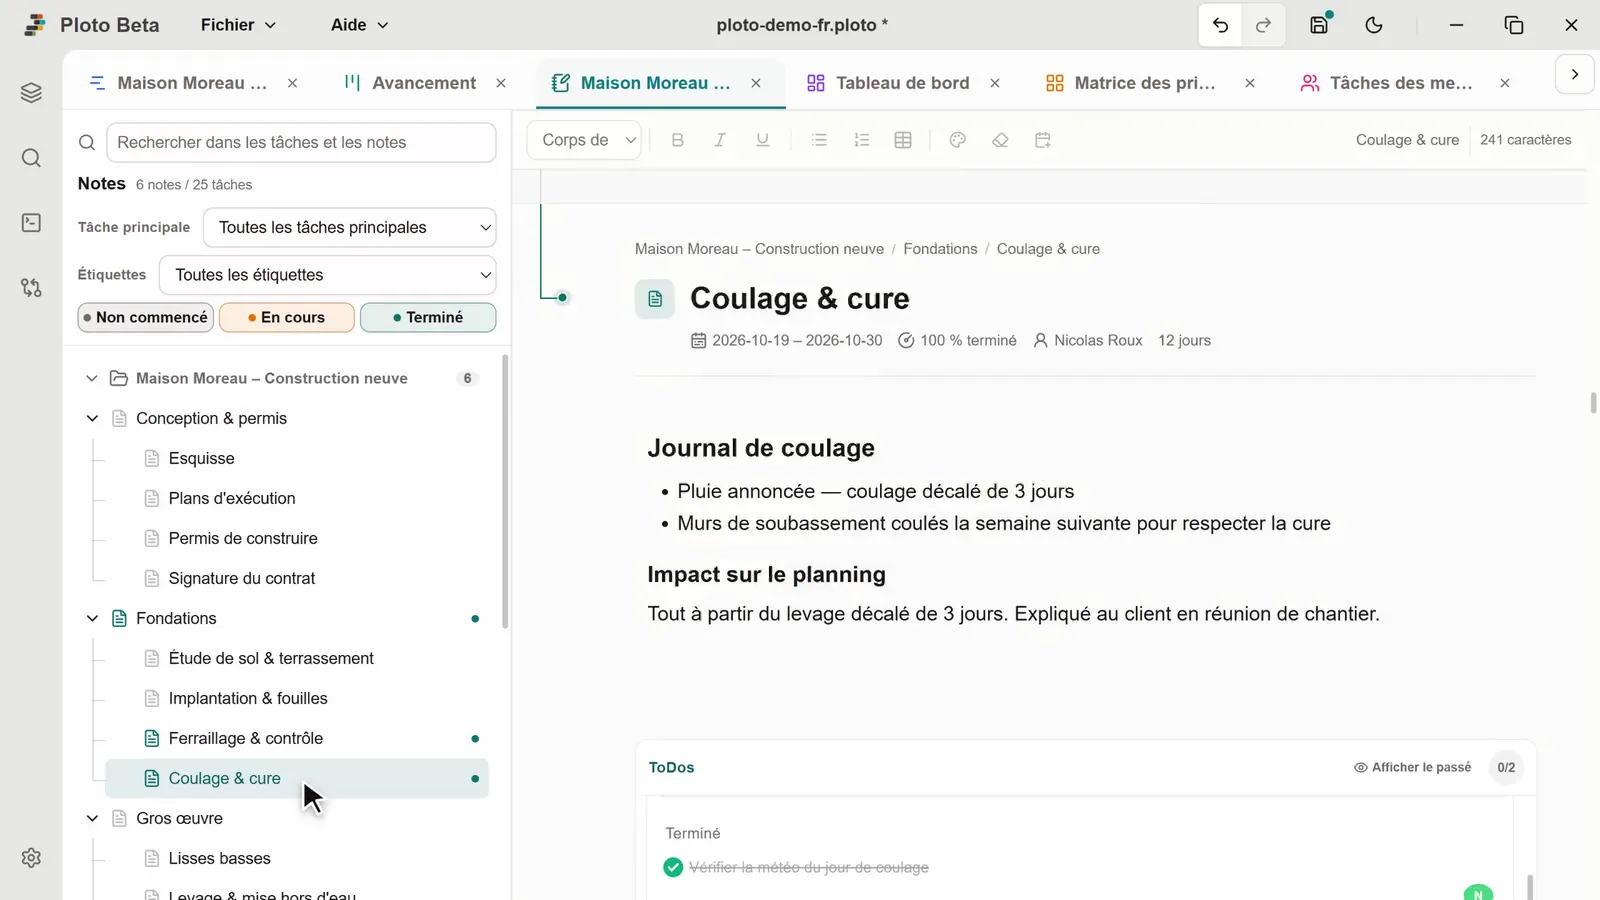 Ploto Beta
Fichier
Aide
ploto-demo-fr.ploto *
Maison Moreau ...
Avancement
Maison Moreau ...
Tableau de bord
Matrice des pri...
Tâches des me...
Rechercher dans les tâches et les notes
Notes 6 notes / 25 tâches
Tâche principale Toutes les tâches principales
Étiquettes Toutes les étiquettes
Non commencé
En cours
Terminé
Maison Moreau – Construction neuve 6
Conception & permis
Esquisse
Plans d'exécution
Permis de construire
Signature du contrat
Fondations
Étude de sol & terrassement
Implantation & fouilles
Ferraillage & contrôle
Coulage & cure
Gros œuvre
Lisses basses
Levage & mise hors d'eau
Corps de
B I U
Coulage & cure
241 caractères
Maison Moreau – Construction neuve / Fondations / Coulage & cure
Coulage & cure
2026-10-19 – 2026-10-30 100 % terminé Nicolas Roux 12 jours
Journal de coulage
• Pluie annoncée — coulage décalé de 3 jours
• Murs de soubassement coulés la semaine suivante pour respecter la cure
Impact sur le planning
Tout à partir du levage décalé de 3 jours. Expliqué au client en réunion de chantier.
ToDos
Afficher le passé
0/2
Terminé
Vérifier la météo du jour de coulage
N